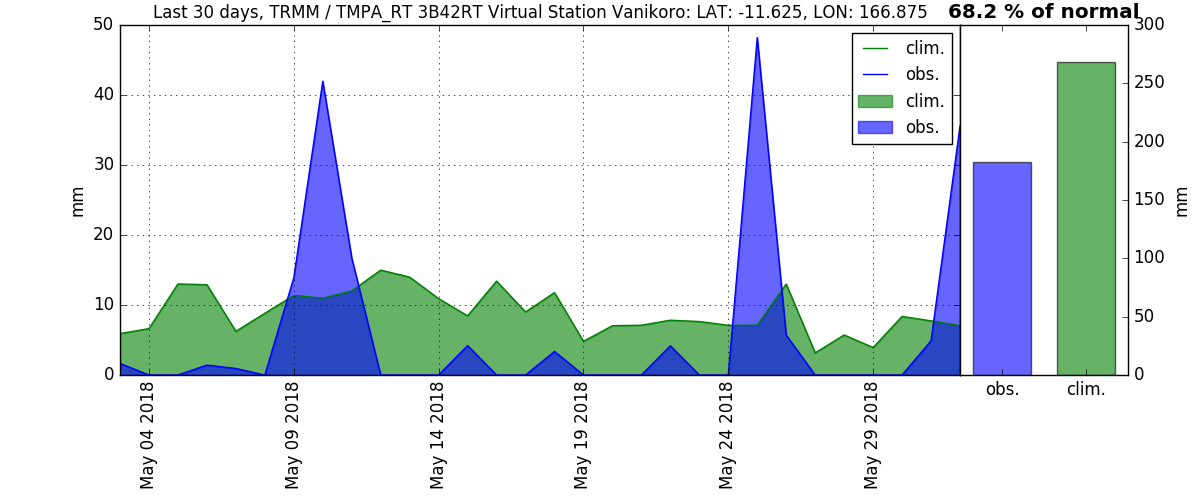 Last 30 days, TRMM / TMPA_RT 3B42RT Virtual Station Vanikoro: LAT: -11.625, LON: 166.875
68.2 % of normal
50
40
30
20
10
0
mm
clim.
obs.
clim.
obs.
300
250
200
150
100
50
0
mm
May 04 2018
May 09 2018
May 14 2018
May 19 2018
May 24 2018
May 29 2018
obs.
clim.